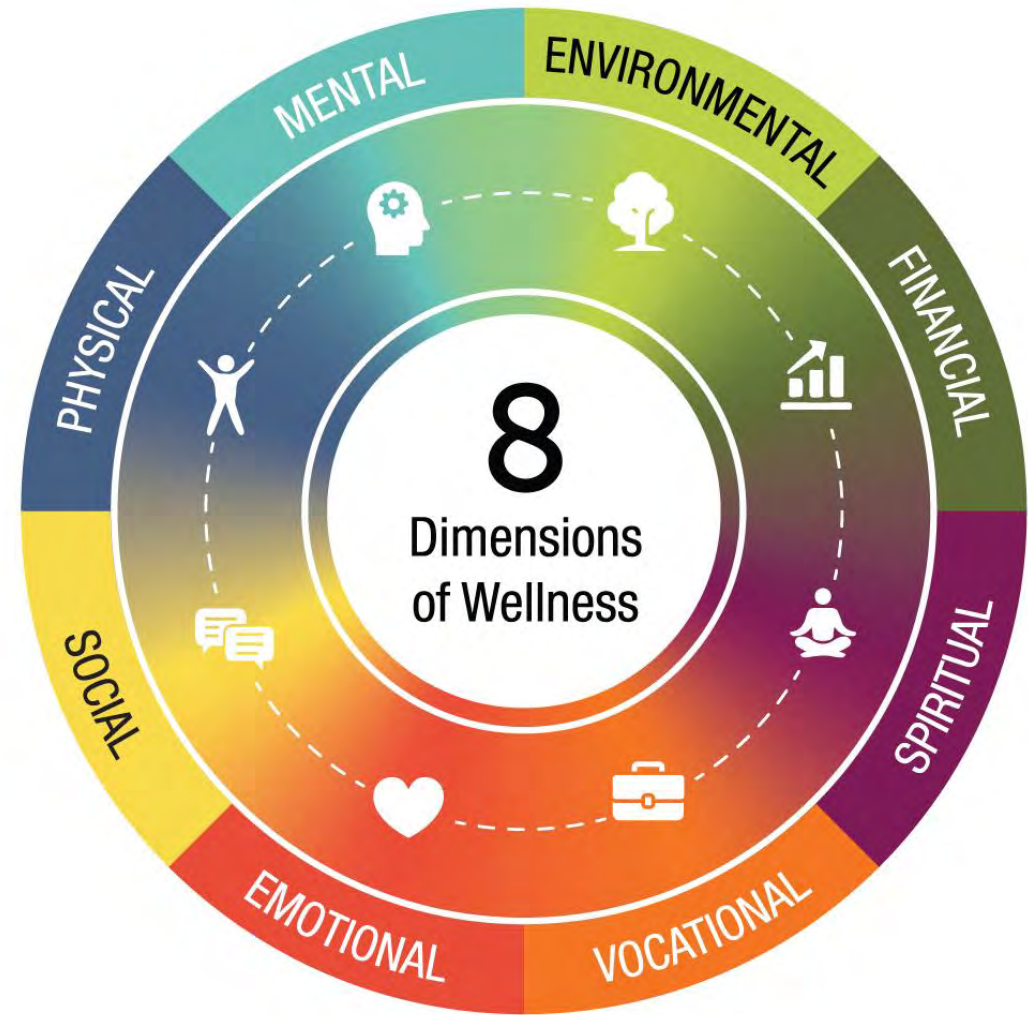 MENTAL
ENVIRONMENTAL
FINANCIAL
SPIRITUAL
VOCATIONAL
EMOTIONAL
SOCIAL
PHYSICAL
8
Dimensions
of Wellness